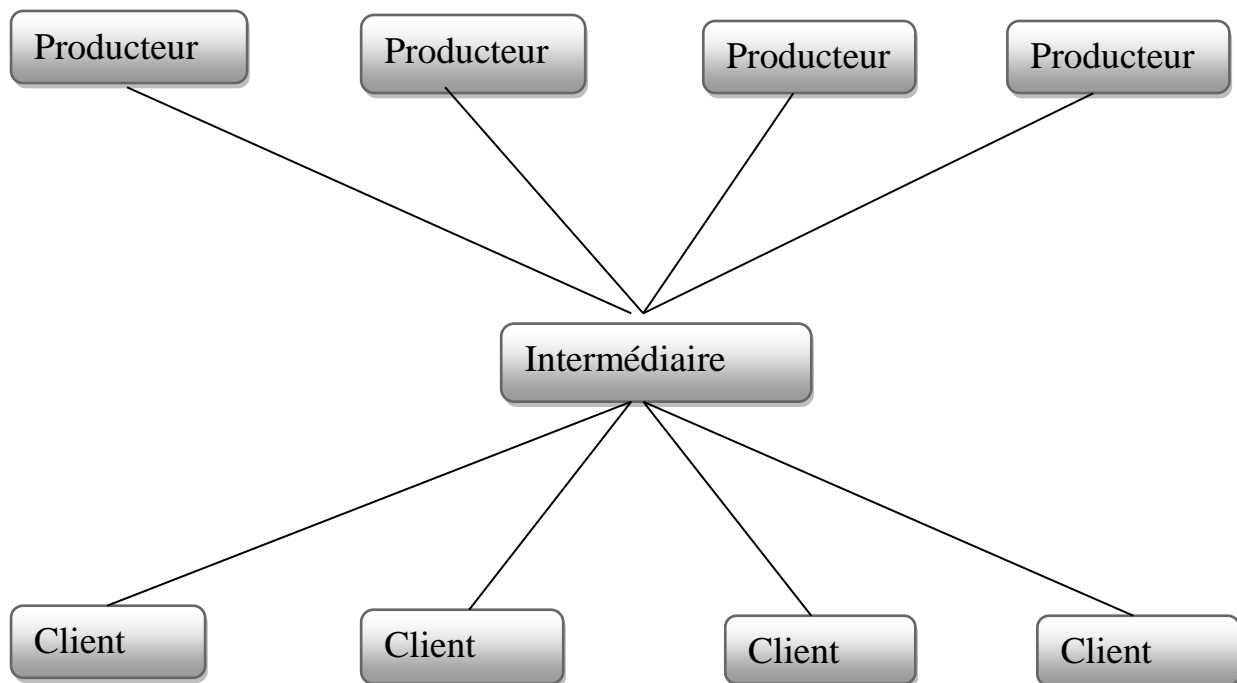 Producteur
Producteur
Producteur
Producteur
Intermédiaire
Client
Client
Client
Client